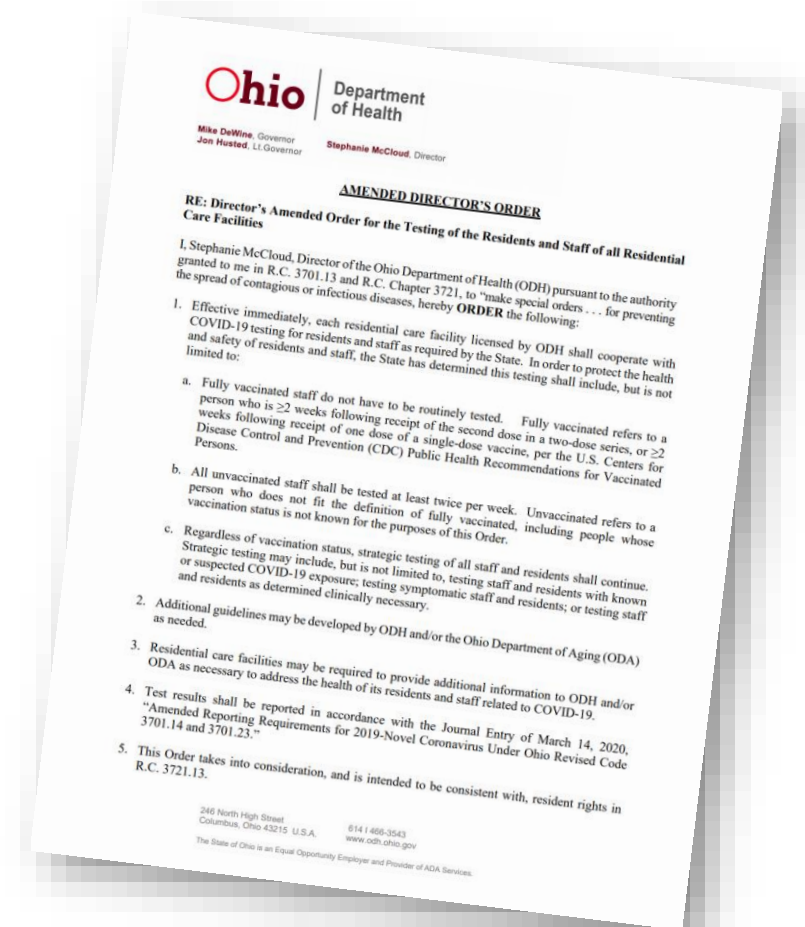 Ohio Department
of Health
Mike DeWine, Governor
Jon Husted, Lt.Governor
Stephanie McCloud, Director
AMENDED DIRECTOR'S ORDER
RE: Director's Amended Order for the Testing of the Residents and Staff of all Residential
Care Facilities
I, Stephanie McCloud, Director of the Ohio Department of Health (ODH) pursuant to the authority
granted to me in R.C. 3701.13 and R.C. Chapter 3721, to “make special orders . . . for preventing
the spread of contagious or infectious diseases, hereby ORDER the following:
1. Effective immediately, each residential care facility licensed by ODH shall cooperate with
COVID-19 testing for residents and staff as required by the State. In order to protect the health
and safety of residents and staff, the State has determined this testing shall include, but is not
limited to:
a. Fully vaccinated staff do not have to be routinely tested. Fully vaccinated refers to a
person who is ≥2 weeks following receipt of the second dose in a two-dose series, or ≥2
weeks following receipt of one dose of a single-dose vaccine, per the U.S. Centers for
Disease Control and Prevention (CDC) Public Health Recommendations for Vaccinated
Persons.
b. All unvaccinated staff shall be tested at least twice per week. Unvaccinated refers to a
person who does not fit the definition of fully vaccinated, including people whose
vaccination status is not known for the purposes of this Order.
c. Regardless of vaccination status, strategic testing of all staff and residents shall continue.
Strategic testing may include, but is not limited to, testing staff and residents with known
or suspected COVID-19 exposure; testing symptomatic staff and residents; or testing staff
and residents as determined clinically necessary.
2. Additional guidelines may be developed by ODH and/or the Ohio Department of Aging (ODA)
as needed.
3. Residential care facilities may be required to provide additional information to ODH and/or
ODA as necessary to address the health of its residents and staff related to COVID-19.
4. Test results shall be reported in accordance with the Journal Entry of March 14, 2020,
“Amended Reporting Requirements for 2019-Novel Coronavirus Under Ohio Revised Code
3701.14 and 3701.23.”
5. This Order takes into consideration, and is intended to be consistent with, resident rights in
R.C. 3721.13.
246 North High Street
Columbus, Ohio 43215 U.S.A.
614 | 466-3543
www.odh.ohio.gov
The State of Ohio is an Equal Opportunity Employer and Provider of ADA Services.